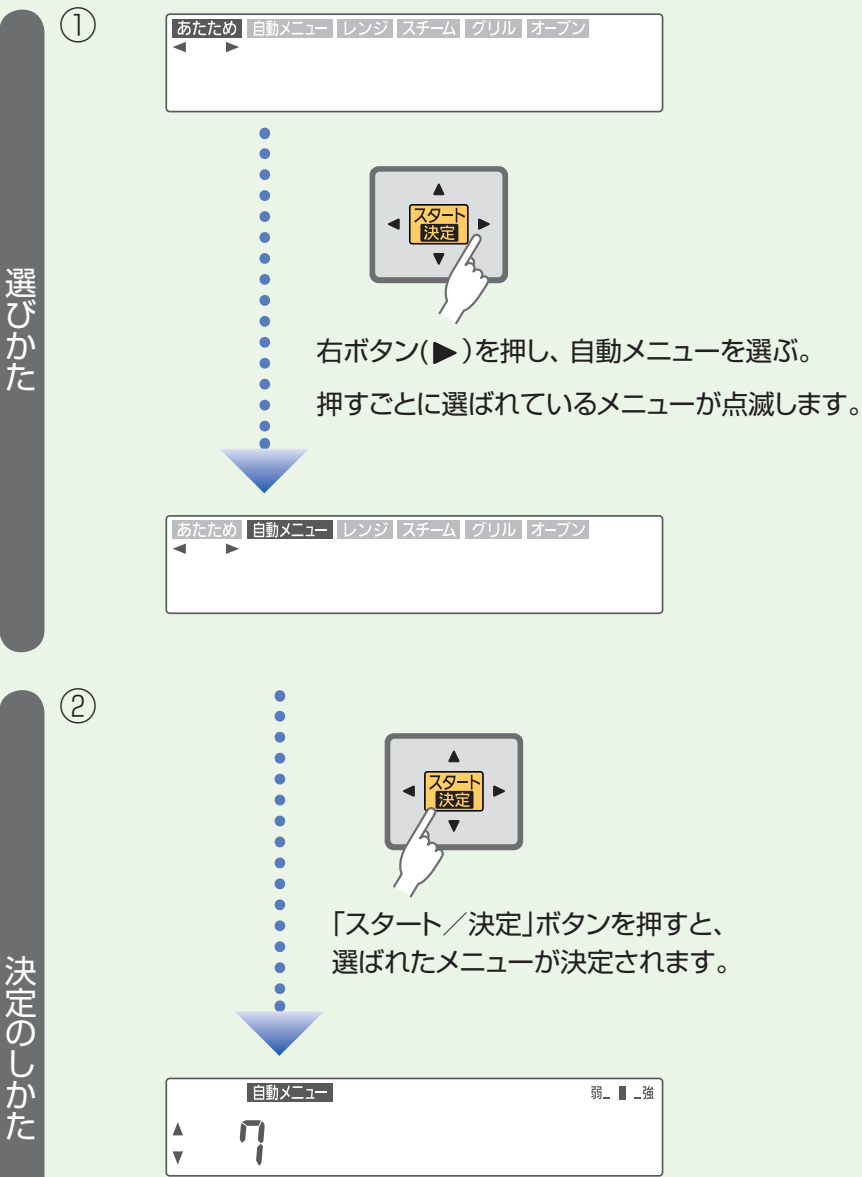 選びかた
①
あたため 自動メニュー レンジ スチーム グリル オーブン
◀ ▶
▲
◀ スタート ▶
決定
▼
右ボタン(▶)を押し、自動メニューを選ぶ。
押すごとに選ばれているメニューが点滅します。
あたため 自動メニュー レンジ スチーム グリル オーブン
◀ ▶
決定のしかた
②
▲
◀ スタート ▶
決定
▼
「スタート／決定」ボタンを押すと、
選ばれたメニューが決定されます。
自動メニュー 弱_ ▮ _強
▲ 7
▼